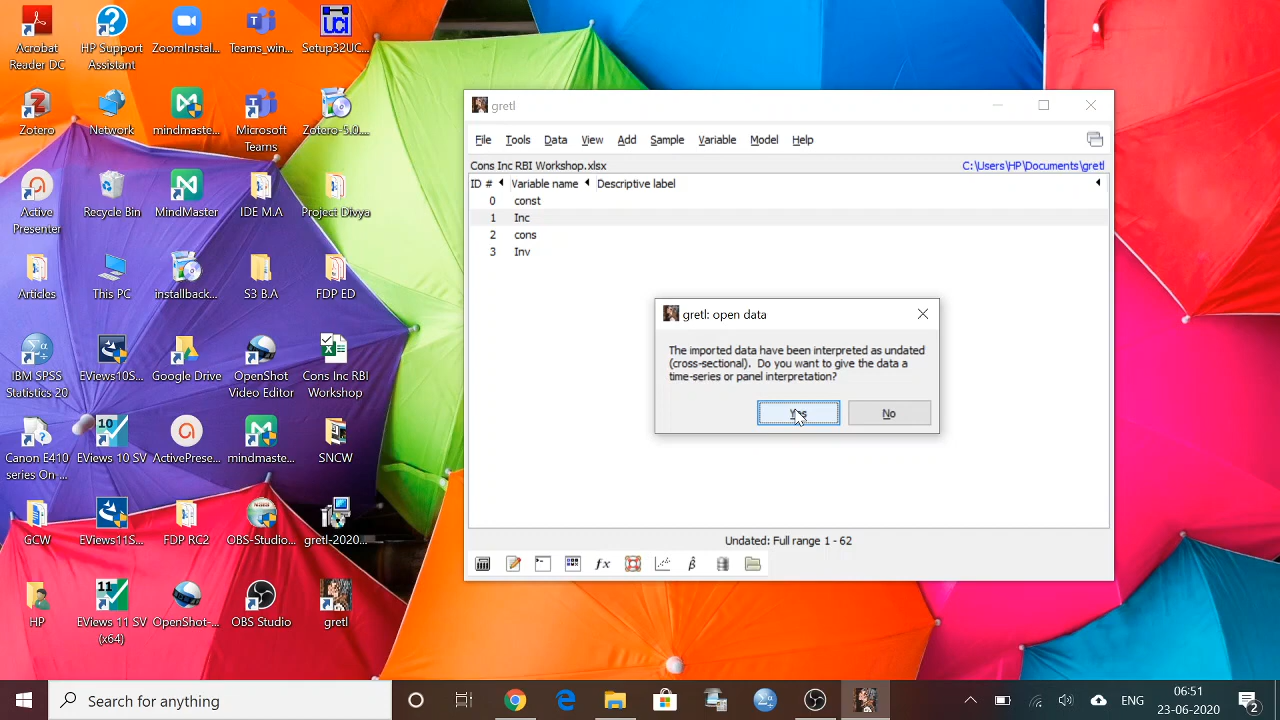 Acrobat
Reader DC
HP Support
Assistant
ZoomInstal...
Teams_win...
UCI
Setup32UC...
Zotero
Network
mindmaste...
Microsoft
Teams
Zotero-5.0....
Active
Presenter
Recycle Bin
MindMaster
IDE M.A
Project Divya
Articles
This PC
installback...
S3 B.A
FDP ED
IBM SPSS
Statistics 20
EViews10S...
Google Drive
OpenShot
Video Editor
Cons Inc RBI
Workshop
Canon E410
series On-...
10
EViews 10 SV
ActivePrese...
mindmaste...
SNCW
GCW
EViews11S...
FDP RC2
OBS-Studio...
gretl-2020...
HP
11
EViews 11 SV
(x64)
OpenShot-...
OBS Studio
gretl
gretl
File Tools Data View Add Sample Variable Model Help
Cons Inc RBI Workshop.xlsx C:\Users\HP\Documents\gretl
ID # Variable name Descriptive label
0 const
1 Inc
2 cons
3 Inv
gretl: open data
The imported data have been interpreted as undated
(cross-sectional). Do you want to give the data a
time-series or panel interpretation?
Yes No
Undated: Full range 1 - 62
fx β̂
Search for anything
ENG
06:51
23-06-2020
2